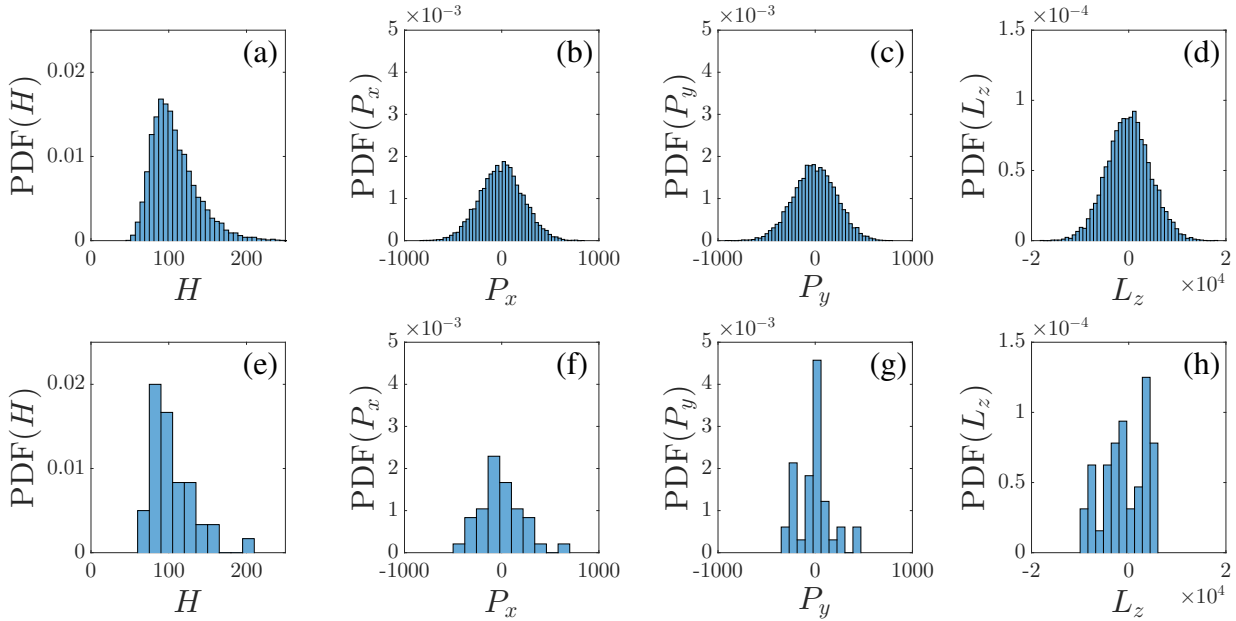 ×10⁻³ ×10⁻³ ×10⁻⁴
(a) (b) (c) (d)
PDF(H) PDF(Pₓ) PDF(P_y) PDF(L_z)
0.02 5 5 1.5
0.01 4 4 1
0 3 3 0.5
2 2 0
1 1
0 0
0 100 200 -1000 0 1000 -1000 0 1000 -2 0 2
×10⁴
H Pₓ P_y L_z
×10⁻³ ×10⁻³ ×10⁻⁴
(e) (f) (g) (h)
PDF(H) PDF(Pₓ) PDF(P_y) PDF(L_z)
0.02 5 5 1.5
0.01 4 4 1
0 3 3 0.5
2 2 0
1 1
0 0
0 100 200 -1000 0 1000 -1000 0 1000 -2 0 2
×10⁴
H Pₓ P_y L_z